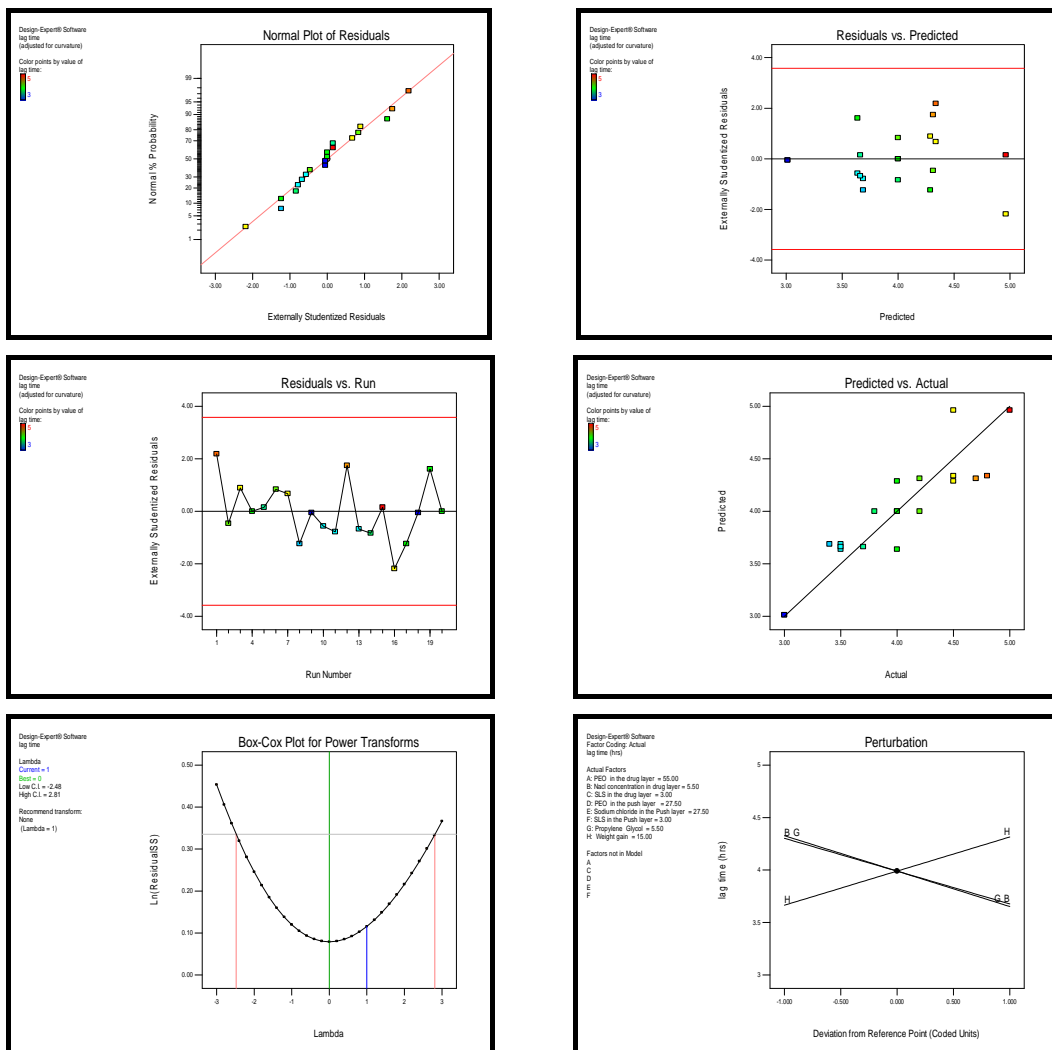 Design-Expert® Software
lag time
(adjusted for curvature)
Color points by value of
lag time:
5
3
Normal Plot of Residuals
Normal % Probability
99
95
90
80
70
50
30
20
10
5
1
-3.00 -2.00 -1.00 0.00 1.00 2.00 3.00
Externally Studentized Residuals
Design-Expert® Software
lag time
(adjusted for curvature)
Color points by value of
lag time:
5
3
Residuals vs. Predicted
Externally Studentized Residuals
4.00
2.00
0.00
-2.00
-4.00
3.00 3.50 4.00 4.50 5.00
Predicted
Design-Expert® Software
lag time
(adjusted for curvature)
Color points by value of
lag time:
5
3
Residuals vs. Run
Externally Studentized Residuals
4.00
2.00
0.00
-2.00
-4.00
1 4 7 10 13 16 19
Run Number
Design-Expert® Software
lag time
(adjusted for curvature)
Color points by value of
lag time:
5
3
Predicted vs. Actual
Predicted
5.00
4.50
4.00
3.50
3.00
3.00 3.50 4.00 4.50 5.00
Actual
Design-Expert® Software
lag time
Lambda
Current = 1
Best = 0
Low C.I. = -2.48
High C.I. = 2.81
Recommend transform:
None
(Lambda = 1)
Box-Cox Plot for Power Transforms
Ln(ResidualSS)
0.50
0.40
0.30
0.20
0.10
0.00
-3 -2 -1 0 1 2 3
Lambda
Design-Expert® Software
Factor Coding: Actual
lag time (hrs)
Actual Factors
A: PEO in the drug layer = 55.00
B: Nacl concentration in drug layer = 5.50
C: SLS in the drug layer = 3.00
D: PEO in the push layer = 27.50
E: Sodium chloride in the Push layer = 27.50
F: SLS in the Push layer = 3.00
G: Propylene Glycol = 5.50
H: Weight gain = 15.00
Factors not in Model
A
C
D
E
F
Perturbation
lag time (hrs)
5
4.5
4
3.5
3
B G
H
H
G B
-1.000 -0.500 0.000 0.500 1.000
Deviation from Reference Point (Coded Units)